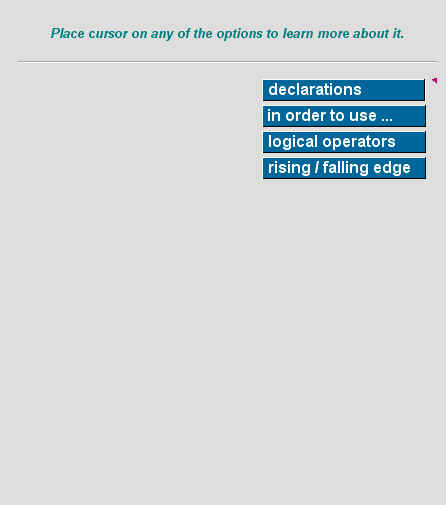 Place cursor on any of the options to learn more about it.
declarations
in order to use ...
logical operators
rising / falling edge